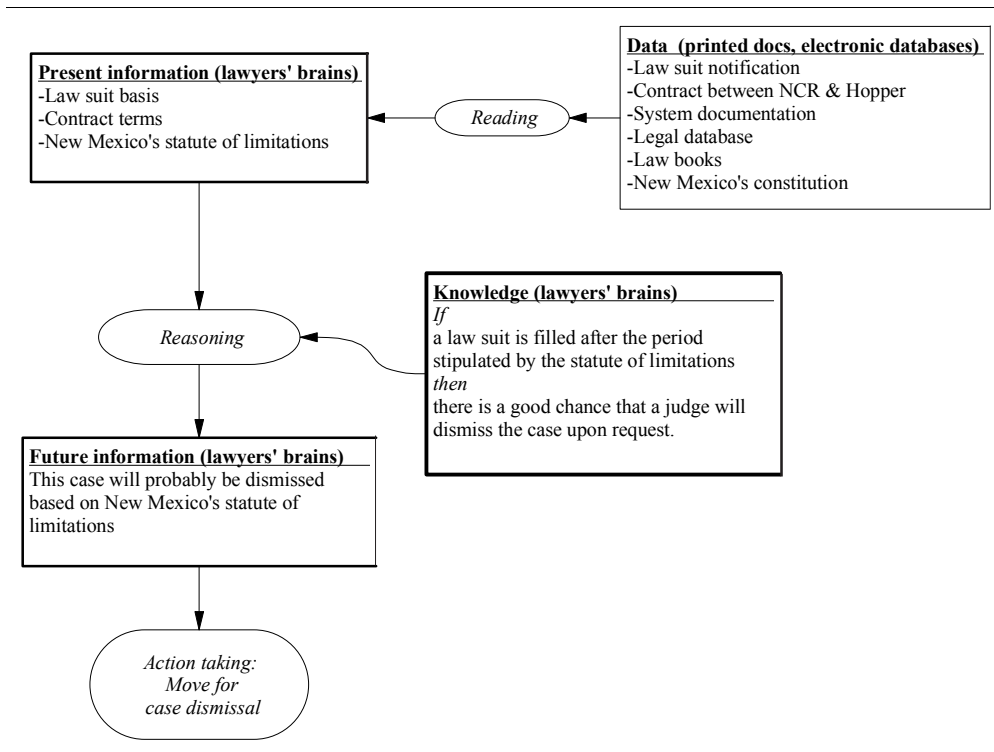 Present information (lawyers' brains)
-Law suit basis
-Contract terms
-New Mexico's statute of limitations
Reading
Data (printed docs, electronic databases)
-Law suit notification
-Contract between NCR & Hopper
-System documentation
-Legal database
-Law books
-New Mexico's constitution
Reasoning
Knowledge (lawyers' brains)
If
a law suit is filled after the period
stipulated by the statute of limitations
then
there is a good chance that a judge will
dismiss the case upon request.
Future information (lawyers' brains)
This case will probably be dismissed
based on New Mexico's statute of
limitations
Action taking:
Move for
case dismissal